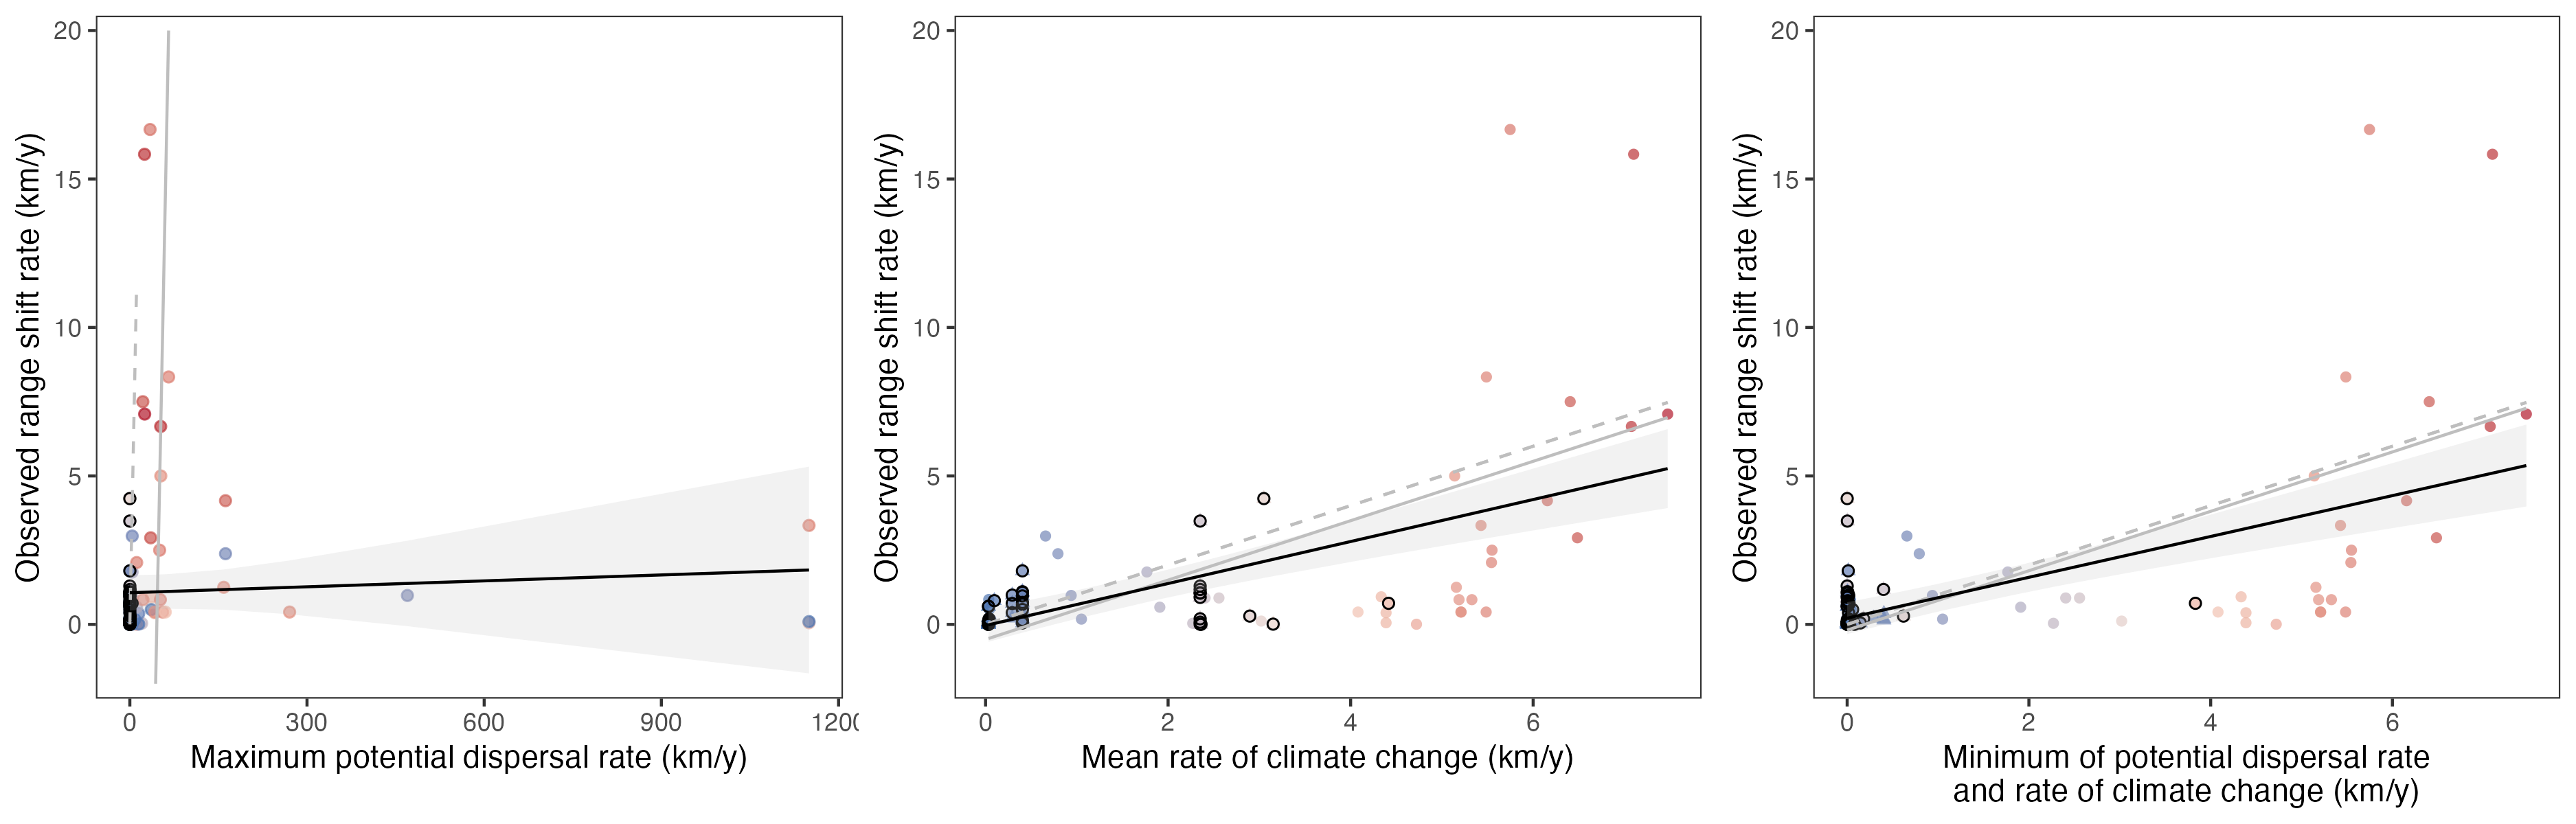 Observed range shift rate (km/y)
20
15
10
5
0
0 300 600 900 120
Maximum potential dispersal rate (km/y)
Observed range shift rate (km/y)
20
15
10
5
0
0 2 4 6
Mean rate of climate change (km/y)
Observed range shift rate (km/y)
20
15
10
5
0
0 2 4 6
Minimum of potential dispersal rate
and rate of climate change (km/y)